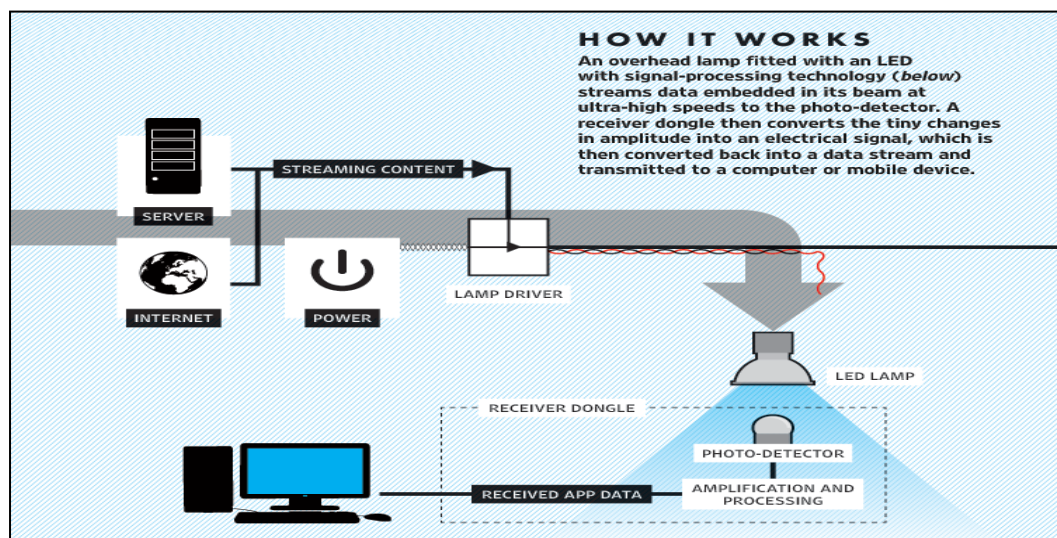 HOW IT WORKS
An overhead lamp fitted with an LED
with signal-processing technology (below)
streams data embedded in its beam at
ultra-high speeds to the photo-detector. A
receiver dongle then converts the tiny changes
in amplitude into an electrical signal, which is
then converted back into a data stream and
transmitted to a computer or mobile device.
STREAMING CONTENT
SERVER
INTERNET
POWER
LAMP DRIVER
LED LAMP
RECEIVER DONGLE
PHOTO-DETECTOR
RECEIVED APP DATA
AMPLIFICATION AND
PROCESSING